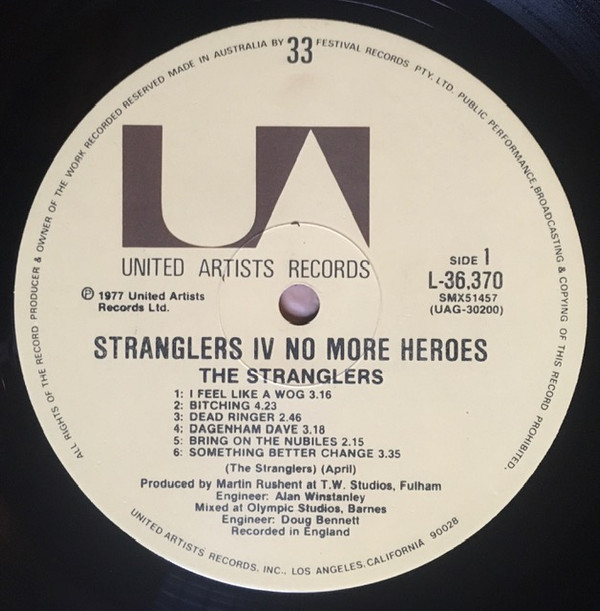 ALL RIGHTS OF THE RECORD PRODUCER & OWNER OF THE WORK RECORDED RESERVED MADE IN AUSTRALIA BY FESTIVAL RECORDS PTY. LTD. PUBLIC PERFORMANCE, BROADCASTING & COPYING OF THIS RECORD PROHIBITED.
33
UA
UNITED ARTISTS RECORDS
SIDE 1
L-36,370
SMX51457
(UAG-30200)
℗ 1977 United Artists
Records Ltd.
STRANGLERS IV NO MORE HEROES
THE STRANGLERS
1: I FEEL LIKE A WOG 3.16
2: BITCHING 4.23
3: DEAD RINGER 2.46
4: DAGENHAM DAVE 3.18
5: BRING ON THE NUBILES 2.15
6: SOMETHING BETTER CHANGE 3.35
(The Stranglers) (April)
Produced by Martin Rushent at T.W. Studios, Fulham
Engineer: Alan Winstanley
Mixed at Olympic Studios, Barnes
Engineer: Doug Bennett
Recorded in England
UNITED ARTISTS RECORDS, INC., LOS ANGELES, CALIFORNIA 90028